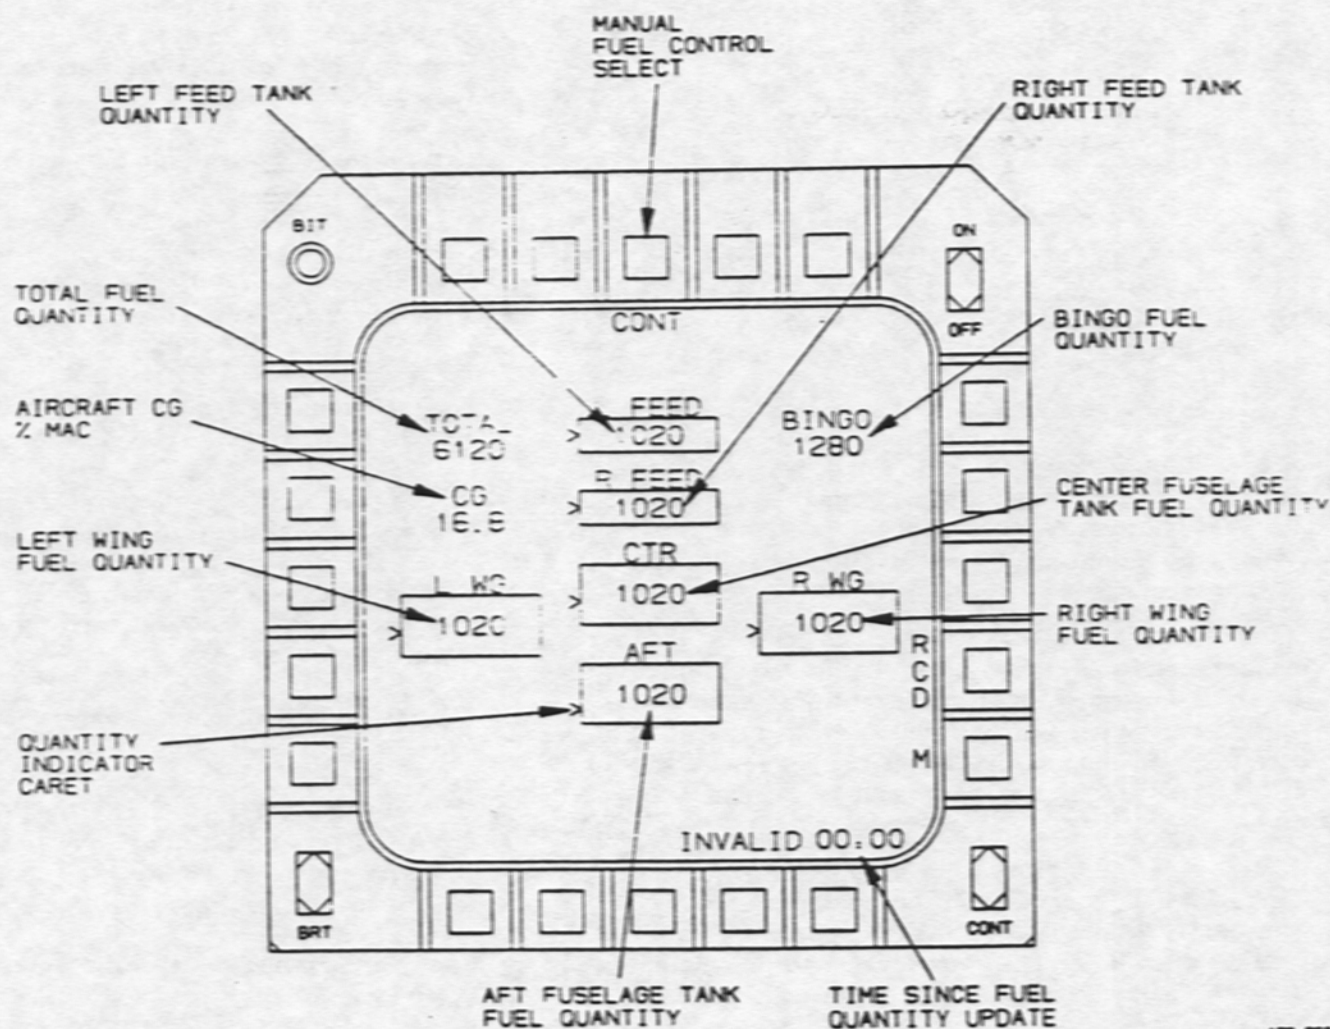 MANUAL
FUEL CONTROL
SELECT
LEFT FEED TANK
QUANTITY
RIGHT FEED TANK
QUANTITY
BIT
ON
OFF
TOTAL FUEL
QUANTITY
BINGO FUEL
QUANTITY
CONT
AIRCRAFT CG
% MAC
TOTAL
6120
FEED
1020
BINGO
1280
R FEED
1020
CG
16.8
CENTER FUSELAGE
TANK FUEL QUANTITY
LEFT WING
FUEL QUANTITY
CTR
1020
L WG
1020
R WG
1020
RIGHT WING
FUEL QUANTITY
RCD
AFT
1020
QUANTITY
INDICATOR
CARET
M
INVALID 00:00
BRT
CONT
AFT FUSELAGE TANK
FUEL QUANTITY
TIME SINCE FUEL
QUANTITY UPDATE